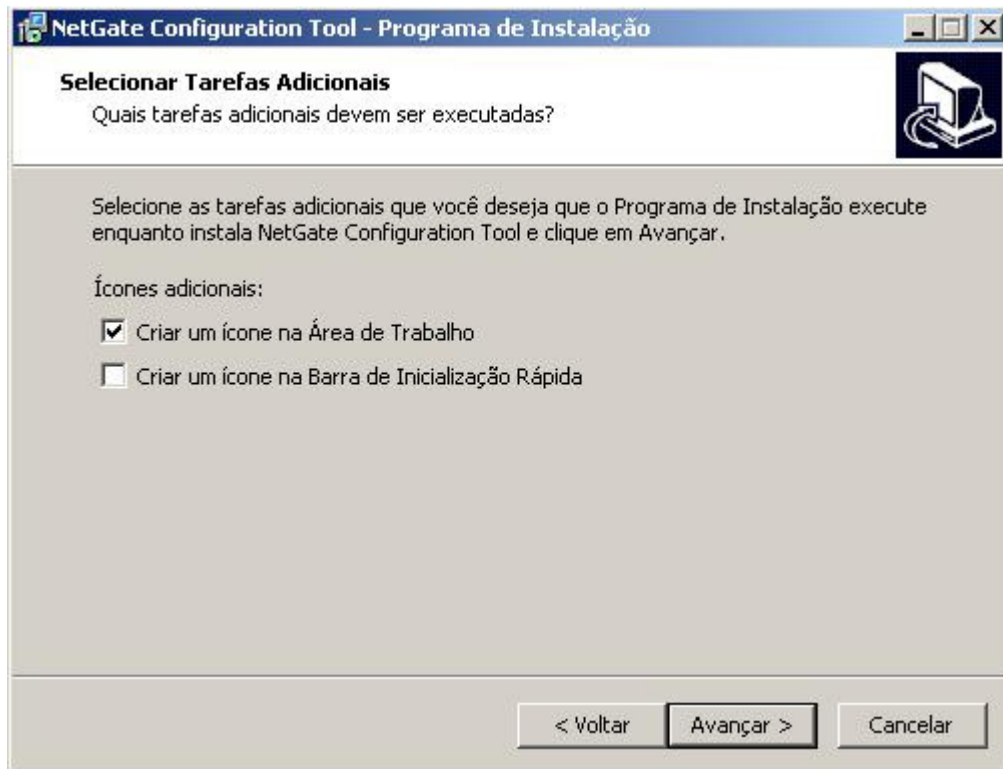 NetGate Configuration Tool - Programa de Instalação
Selecionar Tarefas Adicionais
Quais tarefas adicionais devem ser executadas?
Selecione as tarefas adicionais que você deseja que o Programa de Instalação execute
enquanto instala NetGate Configuration Tool e clique em Avançar.
Ícones adicionais:
Criar um ícone na Área de Trabalho
Criar um ícone na Barra de Inicialização Rápida
< Voltar
Avançar >
Cancelar